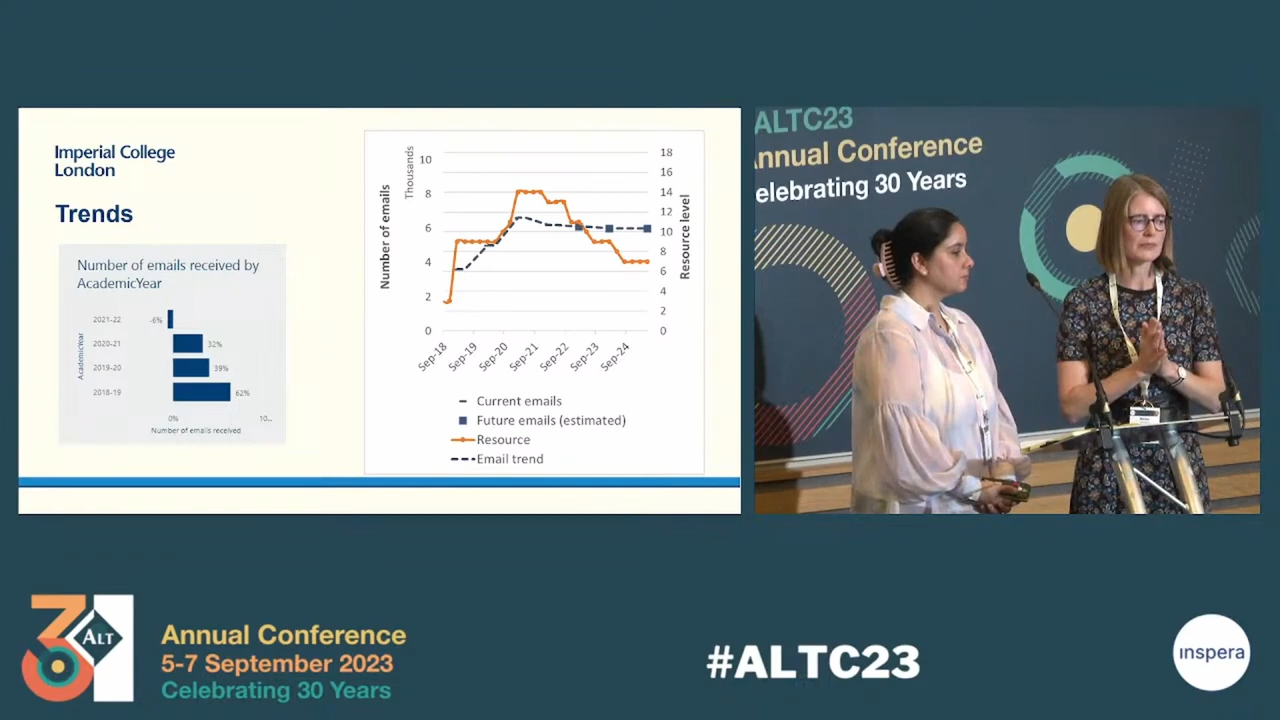 Imperial College
London
Trends
Number of emails received by
AcademicYear
AcademicYear
2021-22
-6%
2020-21
32%
2019-20
39%
2018-19
62%
0%
10...
Number of emails received
Number of emails
Thousands
10
8
6
4
2
0
18
16
14
12
10
8
6
4
2
0
Resource level
Sep-18
Sep-19
Sep-20
Sep-21
Sep-22
Sep-23
Sep-24
Current emails
Future emails (estimated)
Resource
Email trend
ALTC23
nnual Conference
elebrating 30 Years
3
ALT
Annual Conference
5-7 September 2023
Celebrating 30 Years
#ALTC23
inspera